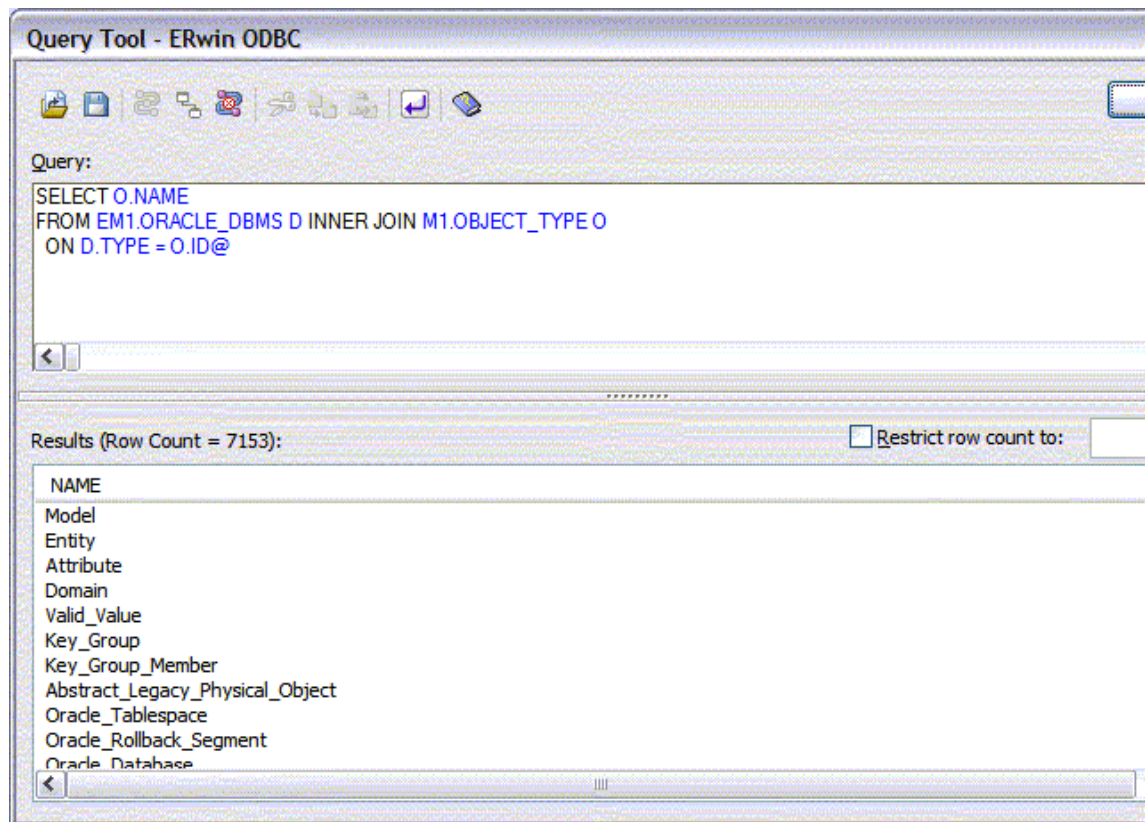 Query Tool - ERwin ODBC
Query:
SELECT O.NAME
FROM EM1.ORACLE_DBMS D INNER JOIN M1.OBJECT_TYPE O
ON D.TYPE = O.ID@
Results (Row Count = 7153):
Restrict row count to:
NAME
Model
Entity
Attribute
Domain
Valid_Value
Key_Group
Key_Group_Member
Abstract_Legacy_Physical_Object
Oracle_Tablespace
Oracle_Rollback_Segment
Oracle_Database